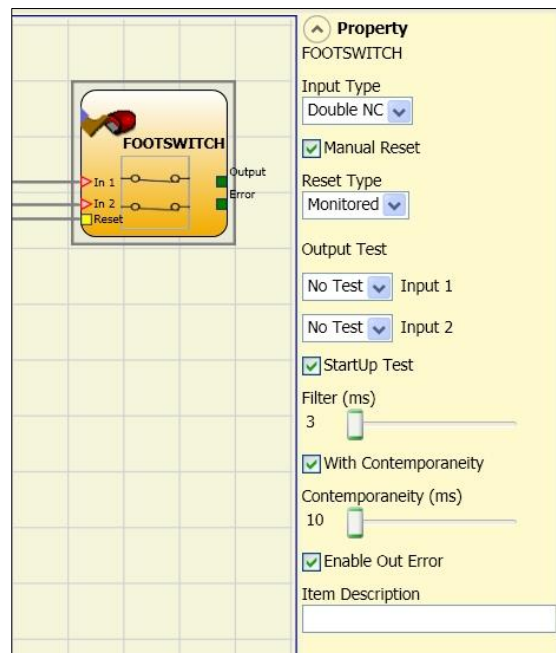 FOOTSWITCH
In 1
In 2
Reset
Output
Error
Property
FOOTSWITCH
Input Type
Double NC
Manual Reset
Reset Type
Monitored
Output Test
No Test Input 1
No Test Input 2
StartUp Test
Filter (ms)
3
With Contemporaneity
Contemporaneity (ms)
10
Enable Out Error
Item Description